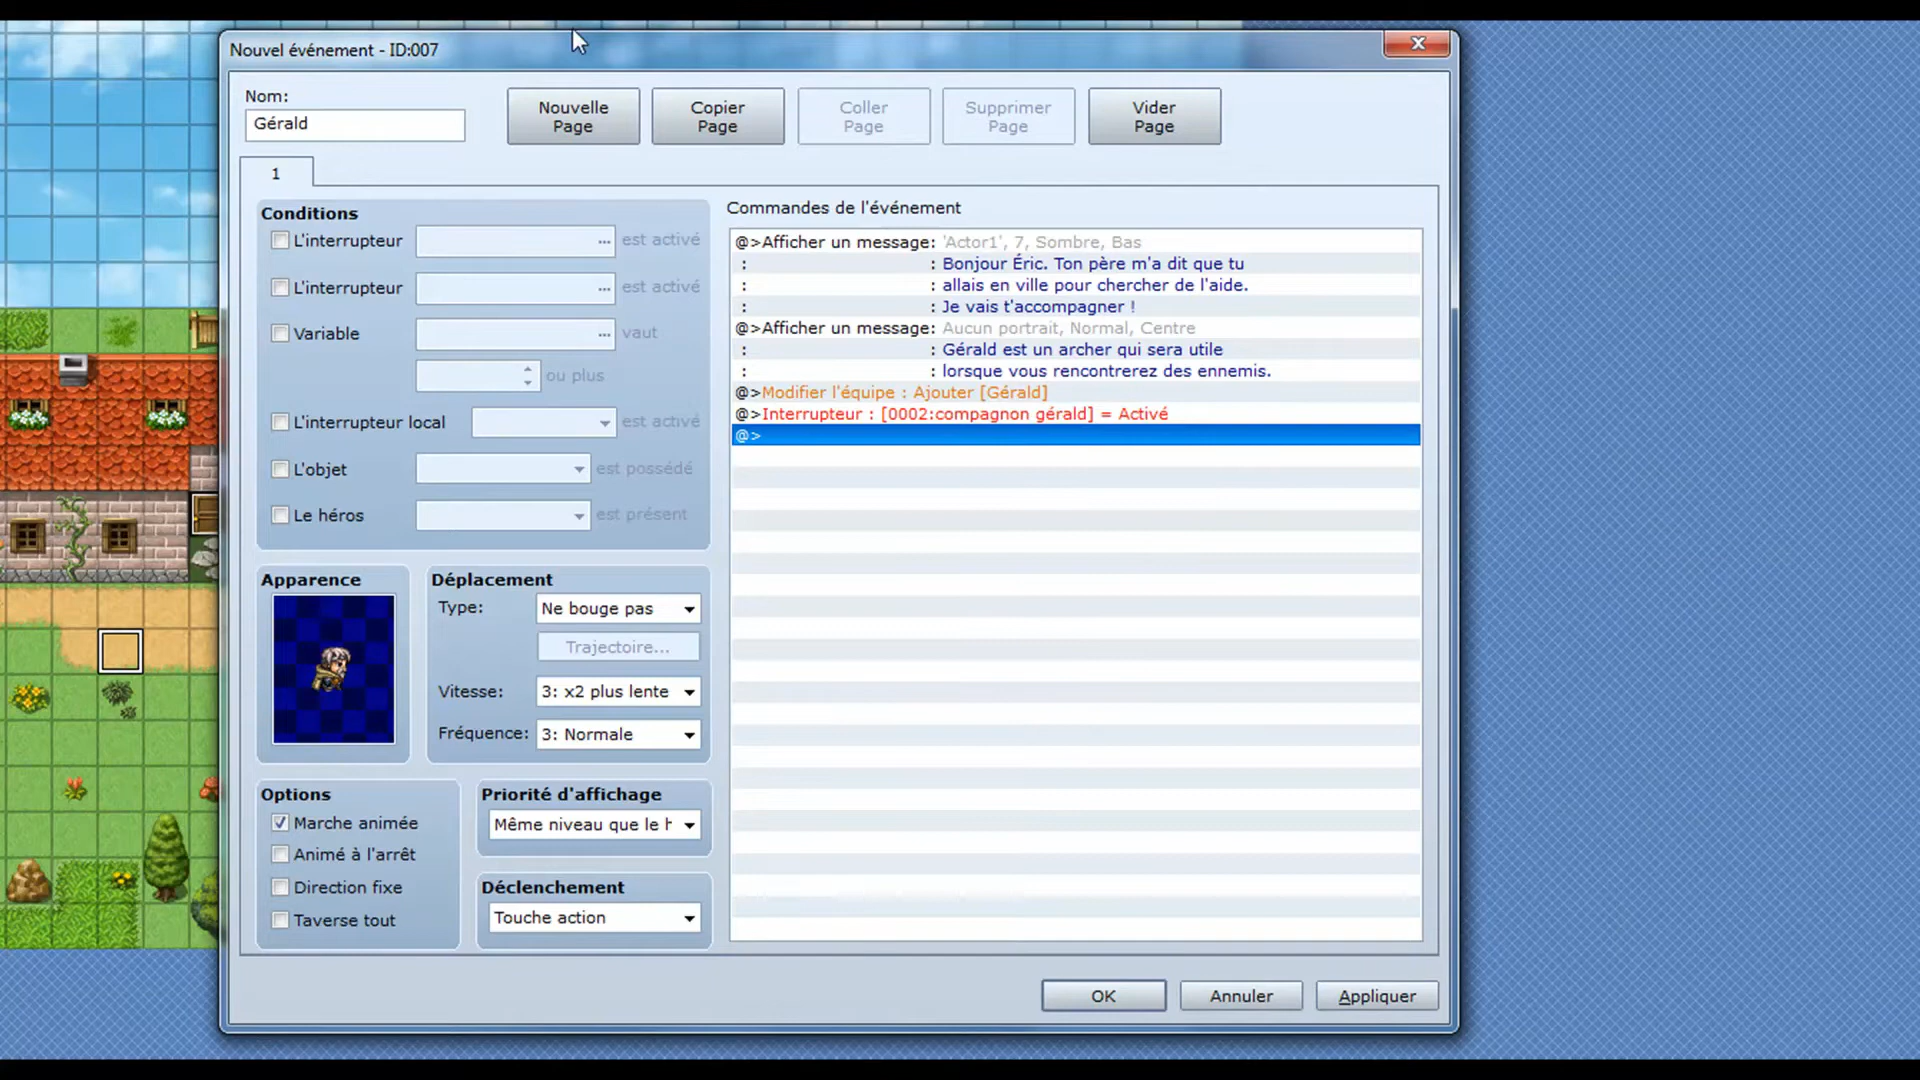 Nouvel événement - ID:007
Nom:
Gérald
Nouvelle Page
Copier Page
Coller Page
Supprimer Page
Vider Page
1
Conditions
L'interrupteur ... est activé
L'interrupteur ... est activé
Variable ... vaut
ou plus
L'interrupteur local est activé
L'objet est possédé
Le héros est présent
Apparence
Déplacement
Type: Ne bouge pas
Trajectoire...
Vitesse: 3: x2 plus lente
Fréquence: 3: Normale
Options
Marche animée
Animé à l'arrêt
Direction fixe
Taverse tout
Priorité d'affichage
Même niveau que le h
Déclenchement
Touche action
Commandes de l'événement
@>Afficher un message: 'Actor1', 7, Sombre, Bas
: : Bonjour Éric. Ton père m'a dit que tu
: : allais en ville pour chercher de l'aide.
: : Je vais t'accompagner !
@>Afficher un message: Aucun portrait, Normal, Centre
: : Gérald est un archer qui sera utile
: : lorsque vous rencontrerez des ennemis.
@>Modifier l'équipe : Ajouter [Gérald]
@>Interrupteur : [0002:compagnon gérald] = Activé
@>
OK
Annuler
Appliquer